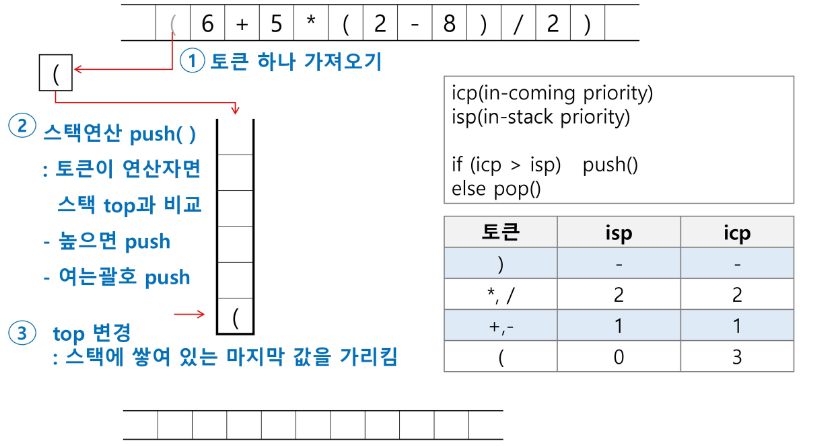 ( 6 + 5 * ( 2 - 8 ) / 2 )
① 토큰 하나 가져오기
(
② 스택연산 push( )
: 토큰이 연산자면
스택 top과 비교
- 높으면 push
- 여는괄호 push
(
③ top 변경
: 스택에 쌓여 있는 마지막 값을 가리킴
icp(in-coming priority)
isp(in-stack priority)
if (icp > isp) push()
else pop()
토큰 isp icp
) - -
*, / 2 2
+,- 1 1
( 0 3